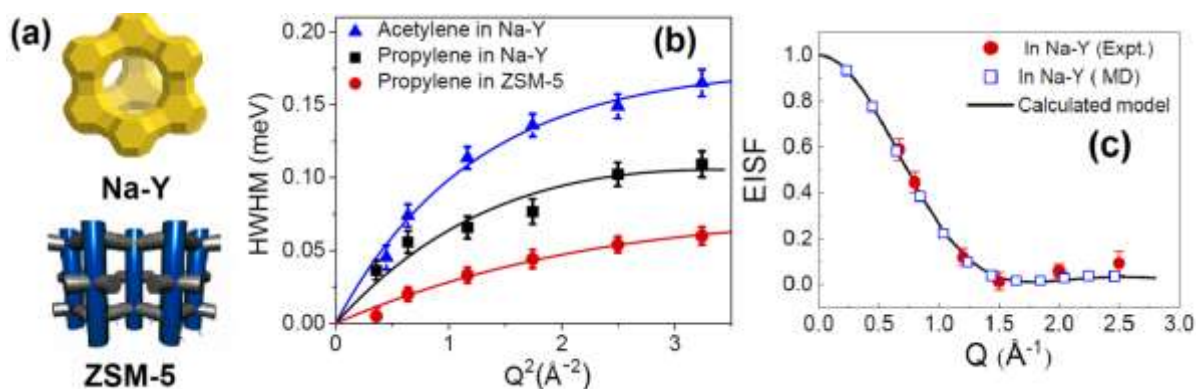 (a)
Na-Y
ZSM-5
(b)
Acetylene in Na-Y
Propylene in Na-Y
Propylene in ZSM-5
HWHM (meV)
0.20
0.15
0.10
0.05
0.00
0 1 2 3
Q²(Å⁻²)
(c)
In Na-Y (Expt.)
In Na-Y ( MD)
Calculated model
EISF
1.0
0.8
0.6
0.4
0.2
0.0
0.0 0.5 1.0 1.5 2.0 2.5 3.0
Q (Å⁻¹)